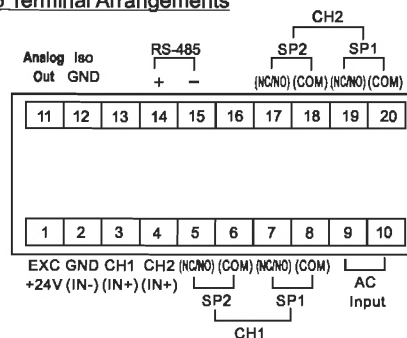 Terminal Arrangements
CH2
RS-485 SP2 SP1
Analog Iso
Out GND + − (NC/NO) (COM) (NC/NO) (COM)
11 12 13 14 15 16 17 18 19 20
1 2 3 4 5 6 7 8 9 10
EXC GND CH1 CH2 (NC/NO) (COM) (NC/NO) (COM)
+24V (IN-) (IN+) (IN+) SP2 SP1 AC
Input
CH1